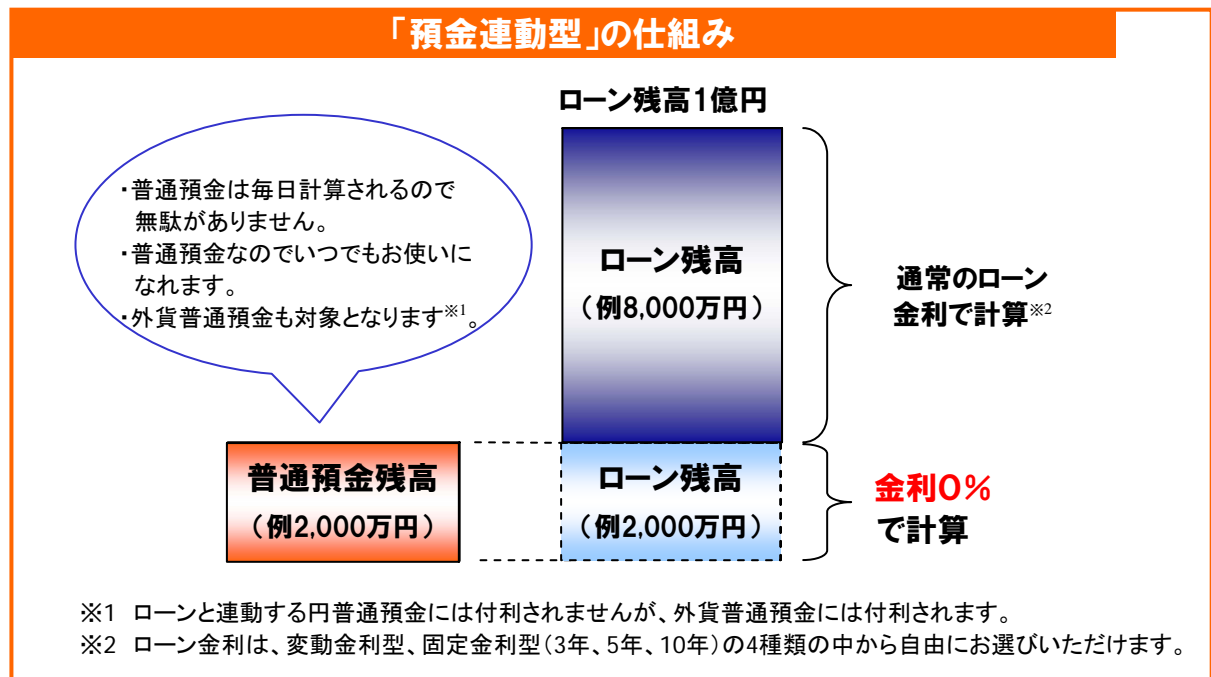 「預金連動型」の仕組み
ローン残高1億円
・普通預金は毎日計算されるので
無駄がありません。
・普通預金なのでいつでもお使いに
なれます。
・外貨普通預金も対象となります※1。
ローン残高
(例8,000万円)
通常のローン
金利で計算※2
普通預金残高
(例2,000万円)
ローン残高
(例2,000万円)
金利0%
で計算
※1 ローンと連動する円普通預金には付利されませんが、外貨普通預金には付利されます。
※2 ローン金利は、変動金利型、固定金利型(3年、5年、10年)の4種類の中から自由にお選びいただけます。